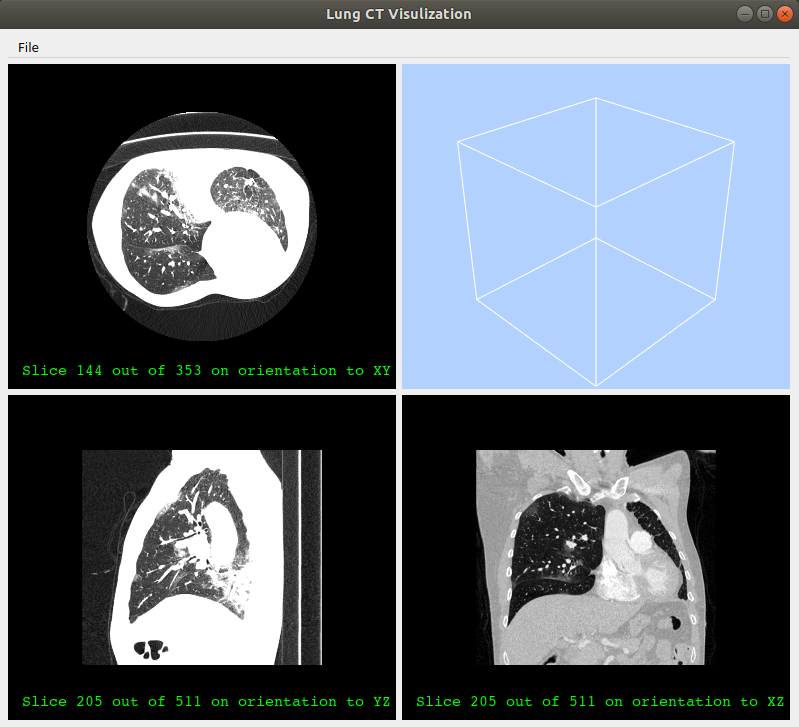 Lung CT Visulization
File
Slice 144 out of 353 on orientation to XY
Slice 205 out of 511 on orientation to YZ
Slice 205 out of 511 on orientation to XZ